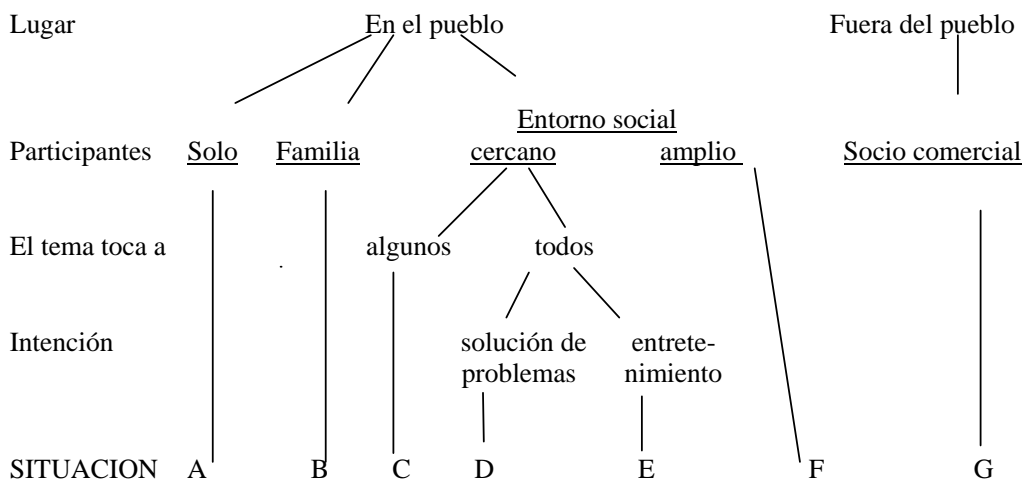 Lugar En el pueblo Fuera del pueblo
Entorno social
Participantes Solo Familia cercano amplio Socio comercial
El tema toca a algunos todos
Intención solución de entrete-
problemas nimiento
SITUACION A B C D E F G